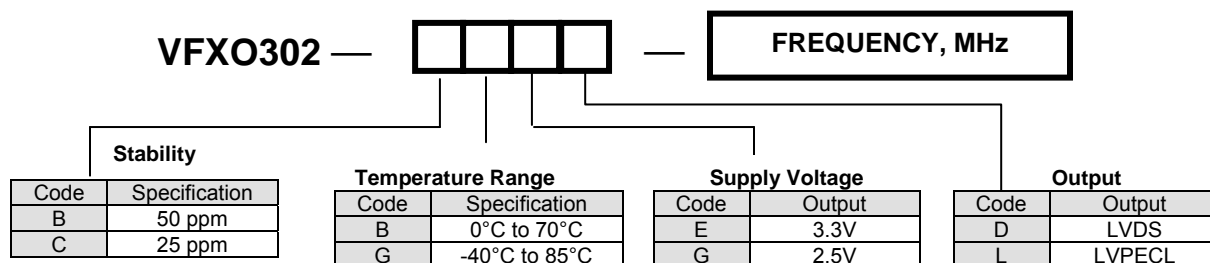 VFXO302 — — FREQUENCY, MHz
Stability
Code Specification
B 50 ppm
C 25 ppm
Temperature Range
Code Specification
B 0°C to 70°C
G -40°C to 85°C
Supply Voltage
Code Output
E 3.3V
G 2.5V
Output
Code Output
D LVDS
L LVPECL